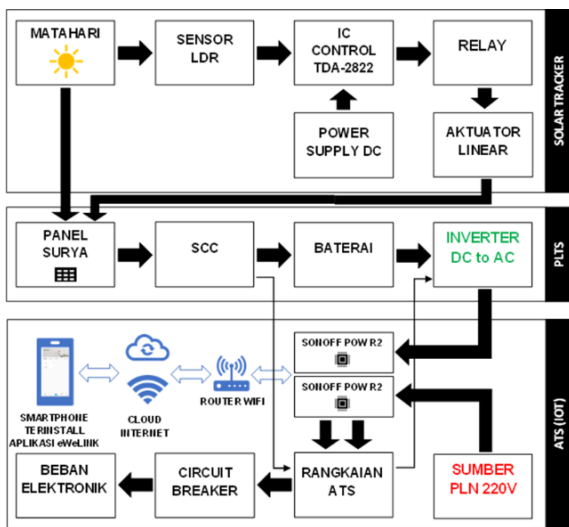 MATAHARI
SENSOR
LDR
IC
CONTROL
TDA-2822
RELAY
POWER
SUPPLY DC
AKTUATOR
LINEAR
SOLAR TRACKER
PANEL
SURYA
SCC
BATERAI
INVERTER
DC to AC
PLTS
SMARTPHONE
TERINSTALL
APLIKASI eWeLINK
CLOUD
INTERNET
ROUTER WIFI
SONOFF POW R2
SONOFF POW R2
BEBAN
ELEKTRONIK
CIRCUIT
BREAKER
RANGKAIAN
ATS
SUMBER
PLN 220V
ATS (IOT)